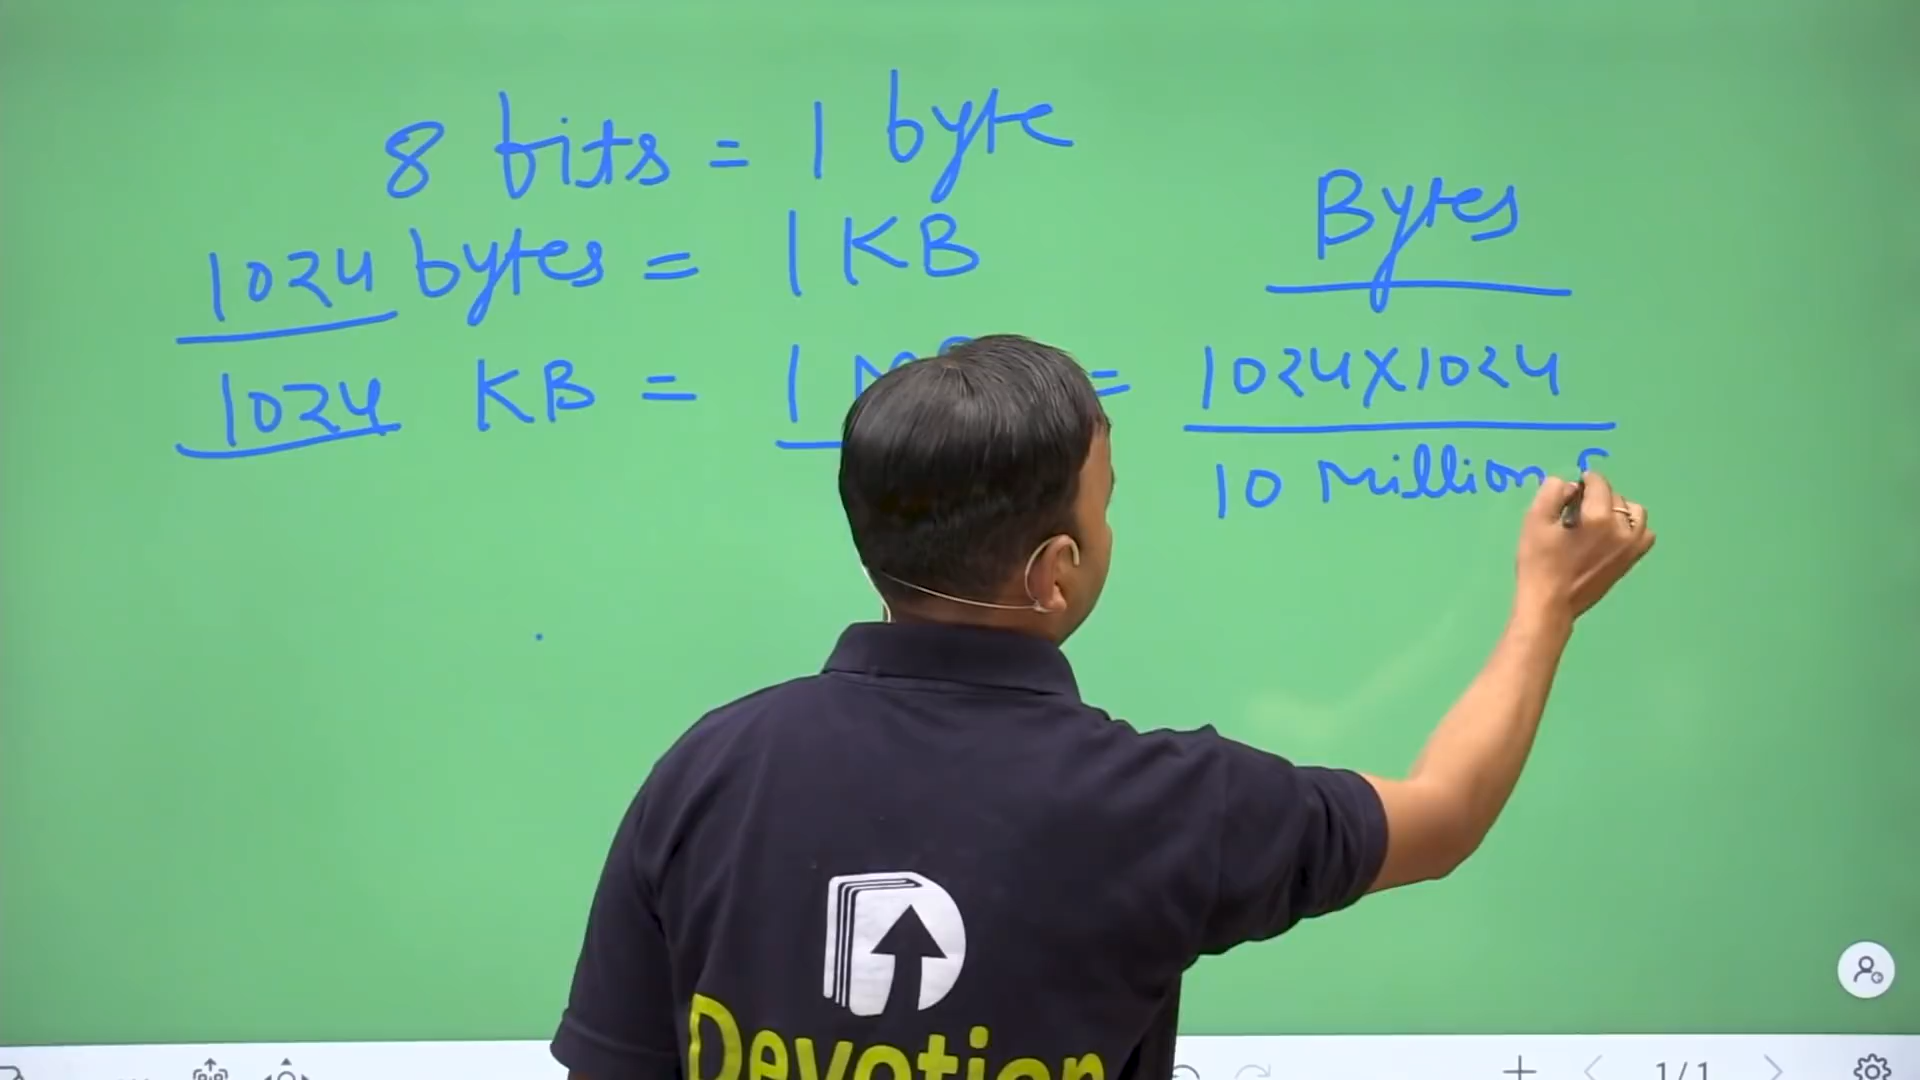 8 bits = 1 byte
1024 bytes = 1 KB
Bytes
1024 KB = 1 = 1024X1024
10 Million
Devotion
1/1